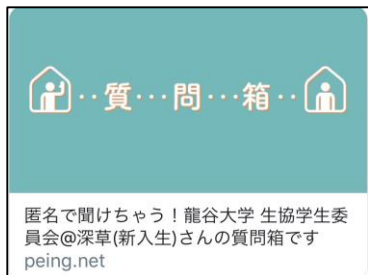 ‥質…問…箱‥
匿名で聞けちゃう！龍谷大学 生協学生委
員会@深草(新入生)さんの質問箱です
peing.net